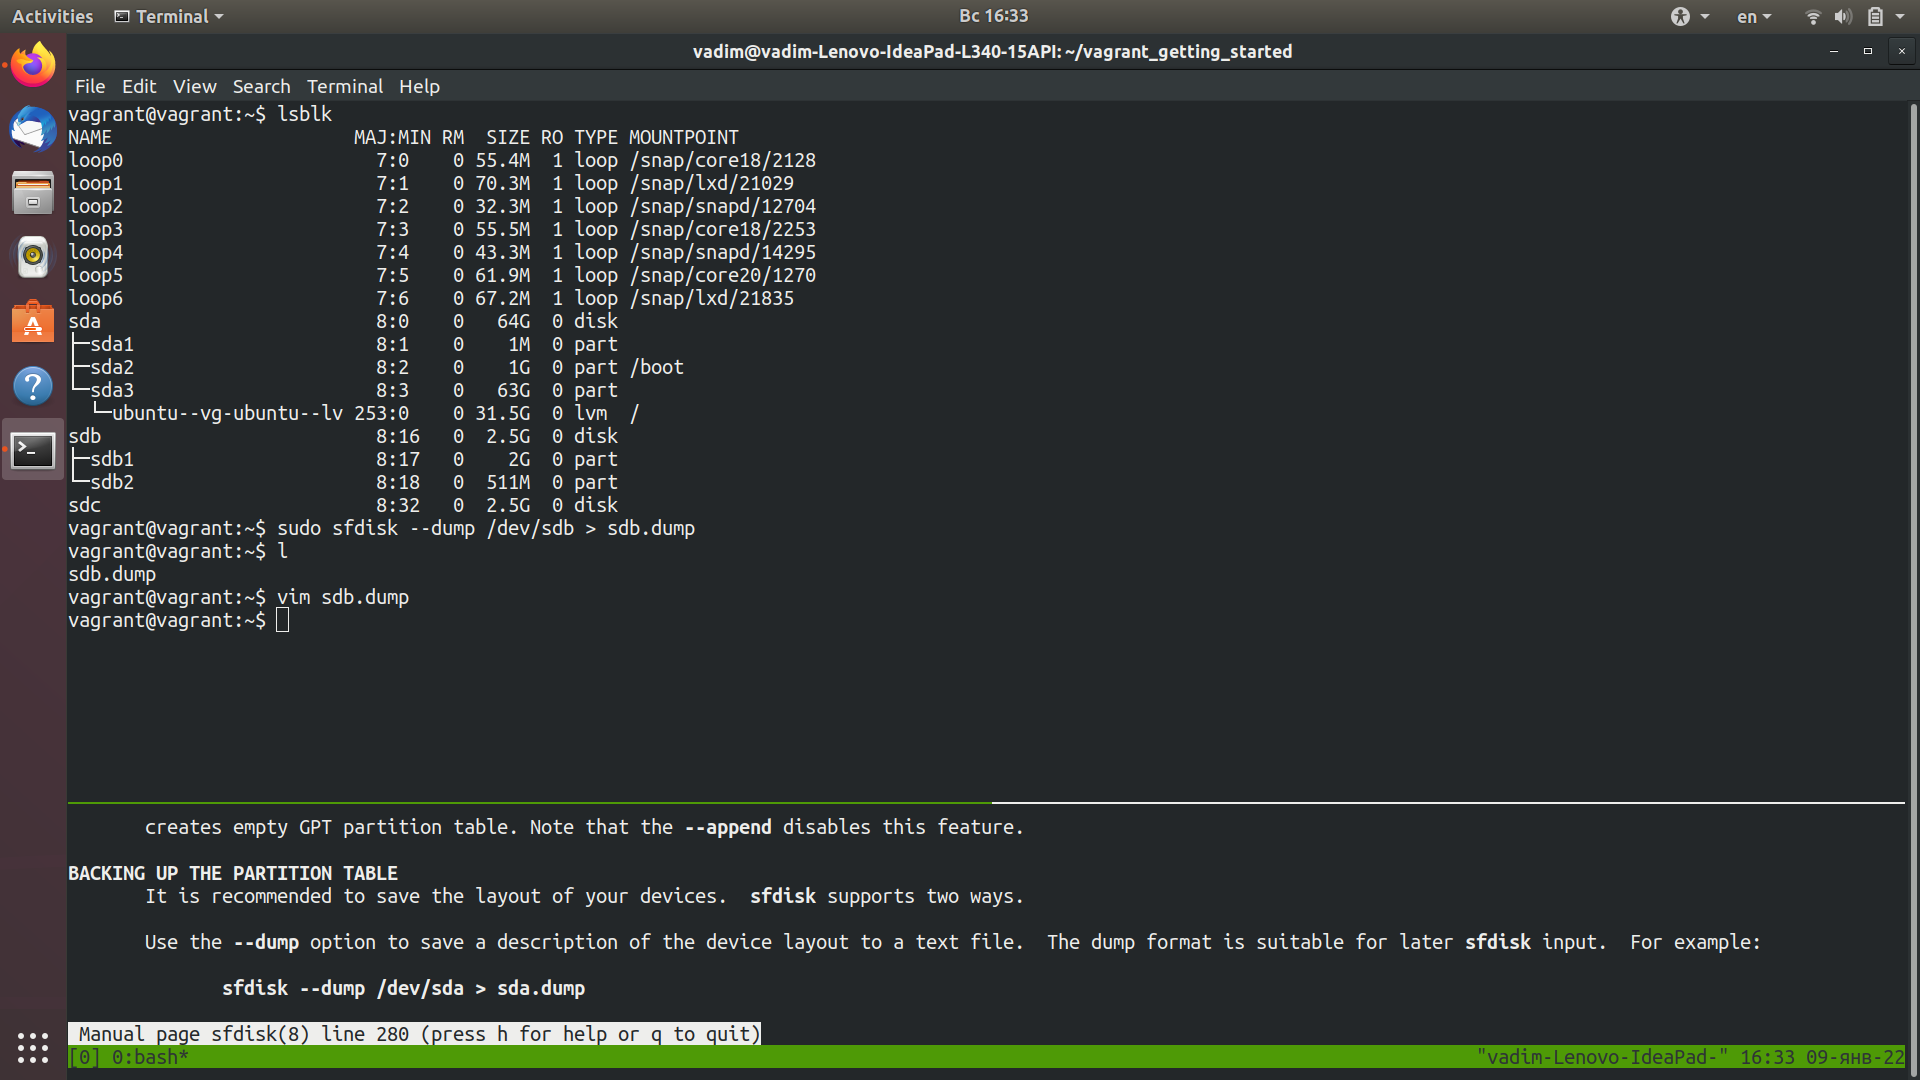 Activities Terminal Вс 16:33 en
vadim@vadim-Lenovo-IdeaPad-L340-15API: ~/vagrant_getting_started
File Edit View Search Terminal Help
vagrant@vagrant:~$ lsblk
NAME                      MAJ:MIN RM   SIZE RO TYPE MOUNTPOINT
loop0                       7:0    0 55.4M  1 loop /snap/core18/2128
loop1                       7:1    0 70.3M  1 loop /snap/lxd/21029
loop2                       7:2    0 32.3M  1 loop /snap/snapd/12704
loop3                       7:3    0 55.5M  1 loop /snap/core18/2253
loop4                       7:4    0 43.3M  1 loop /snap/snapd/14295
loop5                       7:5    0 61.9M  1 loop /snap/core20/1270
loop6                       7:6    0 67.2M  1 loop /snap/lxd/21835
sda                         8:0    0   64G  0 disk
├─sda1                      8:1    0    1M  0 part
├─sda2                      8:2    0    1G  0 part /boot
└─sda3                      8:3    0   63G  0 part
  └─ubuntu--vg-ubuntu--lv 253:0    0 31.5G  0 lvm  /
sdb                         8:16   0  2.5G  0 disk
├─sdb1                      8:17   0    2G  0 part
└─sdb2                      8:18   0  511M  0 part
sdc                         8:32   0  2.5G  0 disk
vagrant@vagrant:~$ sudo sfdisk --dump /dev/sdb > sdb.dump
vagrant@vagrant:~$ l
sdb.dump
vagrant@vagrant:~$ vim sdb.dump
vagrant@vagrant:~$
creates empty GPT partition table. Note that the --append disables this feature.
BACKING UP THE PARTITION TABLE
It is recommended to save the layout of your devices.  sfdisk supports two ways.
Use the --dump option to save a description of the device layout to a text file.  The dump format is suitable for later sfdisk input.  For example:
sfdisk --dump /dev/sda > sda.dump
Manual page sfdisk(8) line 280 (press h for help or q to quit)
[0] 0:bash* "vadim-Lenovo-IdeaPad-" 16:33 09-янв-22